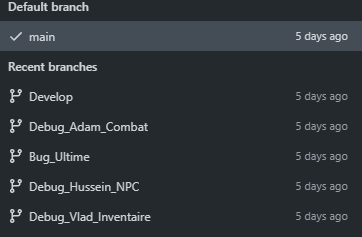 Default branch
main 5 days ago
Recent branches
Develop 5 days ago
Debug_Adam_Combat 5 days ago
Bug_Ultime 5 days ago
Debug_Hussein_NPC 5 days ago
Debug_Vlad_Inventaire 5 days ago